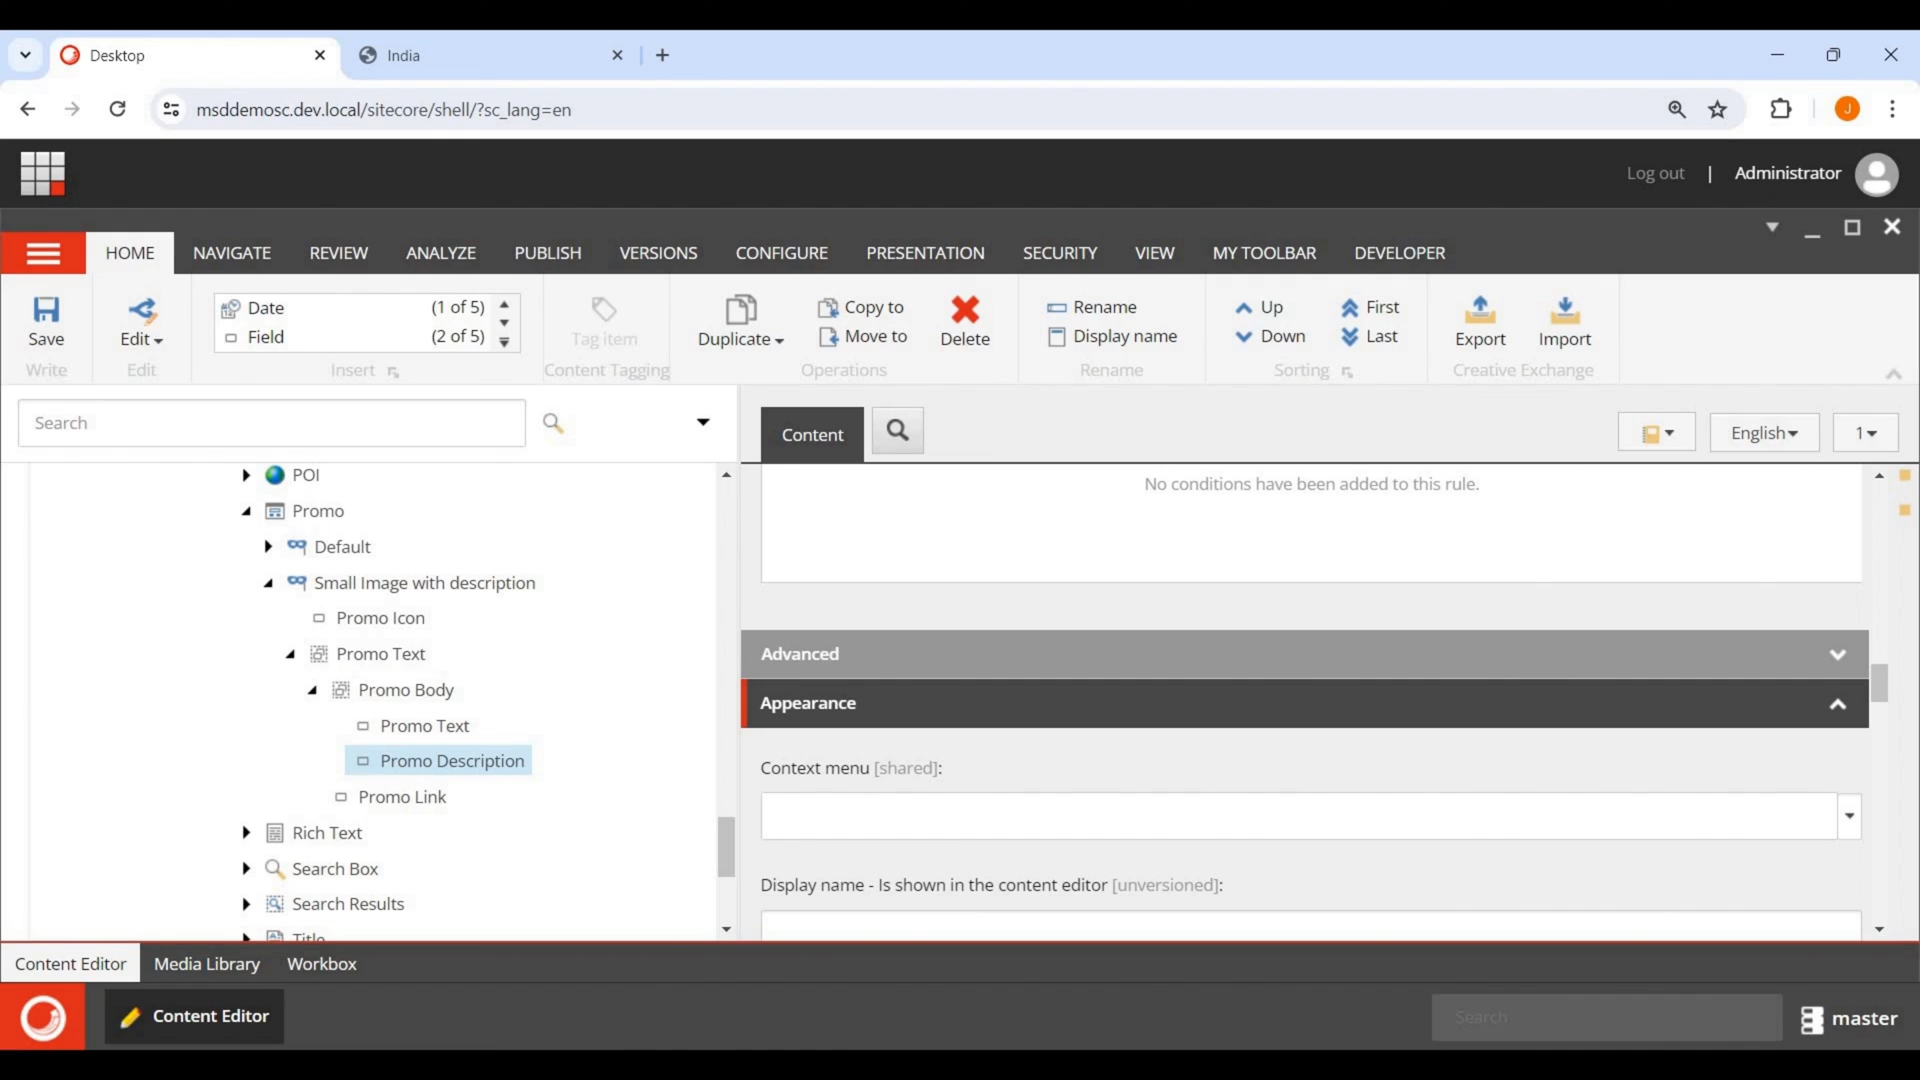 Desktop
India
msddemosc.dev.local/sitecore/shell/?sc_lang=en
J
Log out | Administrator
HOME NAVIGATE REVIEW ANALYZE PUBLISH VERSIONS CONFIGURE PRESENTATION SECURITY VIEW MY TOOLBAR DEVELOPER
Date (1 of 5)
Field (2 of 5)
Save
Edit
Tag item
Duplicate
Copy to
Move to
Delete
Rename
Display name
Up
Down
First
Last
Export
Import
Write
Edit
Insert
Content Tagging
Operations
Rename
Sorting
Creative Exchange
Search
Content
English
1
POI
Promo
Default
Small Image with description
Promo Icon
Promo Text
Promo Body
Promo Text
Promo Description
Promo Link
Rich Text
Search Box
Search Results
Title
No conditions have been added to this rule.
Advanced
Appearance
Context menu [shared]:
Display name - Is shown in the content editor [unversioned]:
Content Editor
Media Library
Workbox
Content Editor
Search
master